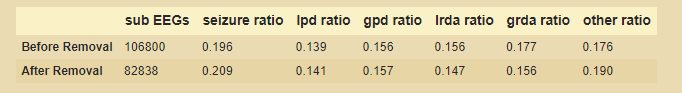 sub EEGs seizure ratio lpd ratio gpd ratio lrda ratio grda ratio other ratio
Before Removal 106800 0.196 0.139 0.156 0.156 0.177 0.176
After Removal 82838 0.209 0.141 0.157 0.147 0.156 0.190